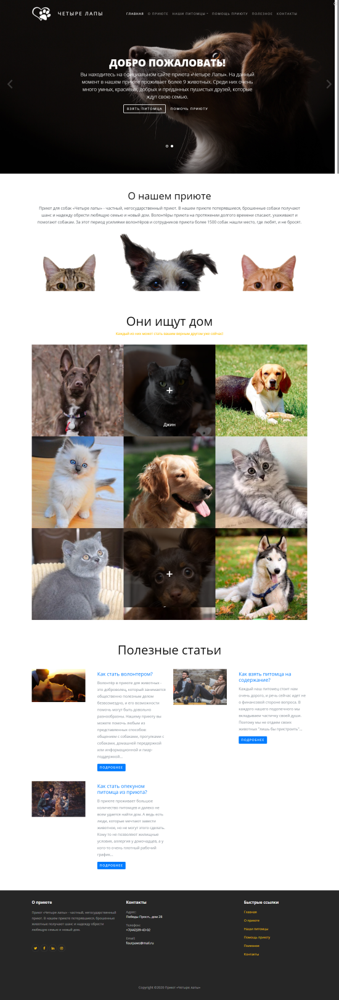 ЧЕТЫРЕ ЛАПЫ
ГЛАВНАЯ О ПРИЮТЕ НАШИ ПИТОМЦЫ ПОМОЩЬ ПРИЮТУ ПОЛЕЗНОЕ КОНТАКТЫ
ДОБРО ПОЖАЛОВАТЬ!
Вы находитесь на официальном сайте приюта «Четыре Лапы». На данный
момент в нашем приюте проживает более 9 животных. Среди них очень
много умных, красивых, добрых и преданных пушистых друзей, которые
ждут свою семью.
ВЗЯТЬ ПИТОМЦА ПОМОЧЬ ПРИЮТУ
О нашем приюте
Приют для собак «Четыре лапы» - частный, негосударственный приют. В нашем приюте потерявшиеся, брошенные собаки получают
шанс и надежду обрести любящую семью и новый дом. Волонтёры приюта на протяжении долгого времени спасают, ухаживают и
помогают собакам. За этот период усилиями волонтёров и сотрудников приюта более 1500 собак нашли место, где любят, и не бросят.
Они ищут дом
Каждый из них может стать вашим верным другом уже сейчас!
+
Джин
+
Полезные статьи
Как стать волонтером?
Волонтёр в приюте для животных -
это доброволец, который занимается
общественно полезным делом
безвозмездно, и его возможности
помочь могут быть довольно
разнообразны. Нашему приюту вы
можете помочь любым из
представленных способов:
общением с собаками, прогулками с
собаками, домашней передержкой
или информационной и пиар-
поддержкой...
ПОДРОБНЕЕ
Как взять питомца на
содержание?
Каждый наш питомец стоит нам
очень дорого, и речь сейчас идет не
о финансовой стороне вопроса. В
каждого нашего подопечного мы
вкладываем частичку своей души.
Поэтому мы не отдаем своих
животных "лишь бы пристроить"...
ПОДРОБНЕЕ
Как стать опекуном
питомца из приюта?
В приюте проживает большое
количество питомцев и далеко не
всем удается найти дом. А ведь есть
люди, которые мечтают завести
животное, но не могут этого сделать.
Кому то не позволяют жилищные
условия, аллергия у домочадцев, а у
кого-то очень плотный рабочий
график...
ПОДРОБНЕЕ
О приюте
Приют «Четыре лапы» - частный, негосударственный
приют. В нашем приюте потерявшиеся, брошенные
животные получают шанс и надежду обрести
любящую семью и новый дом.
Контакты
Адрес:
Победы Просп., дом 28
Телефон:
+7(442)39-43-02
Email:
fourpaws@mail.ru
Быстрые ссылки
Главная
О приюте
Наши питомцы
Помощь приюту
Полезное
Контакты
Copyright ©2020 Приют «Четыре лапы»